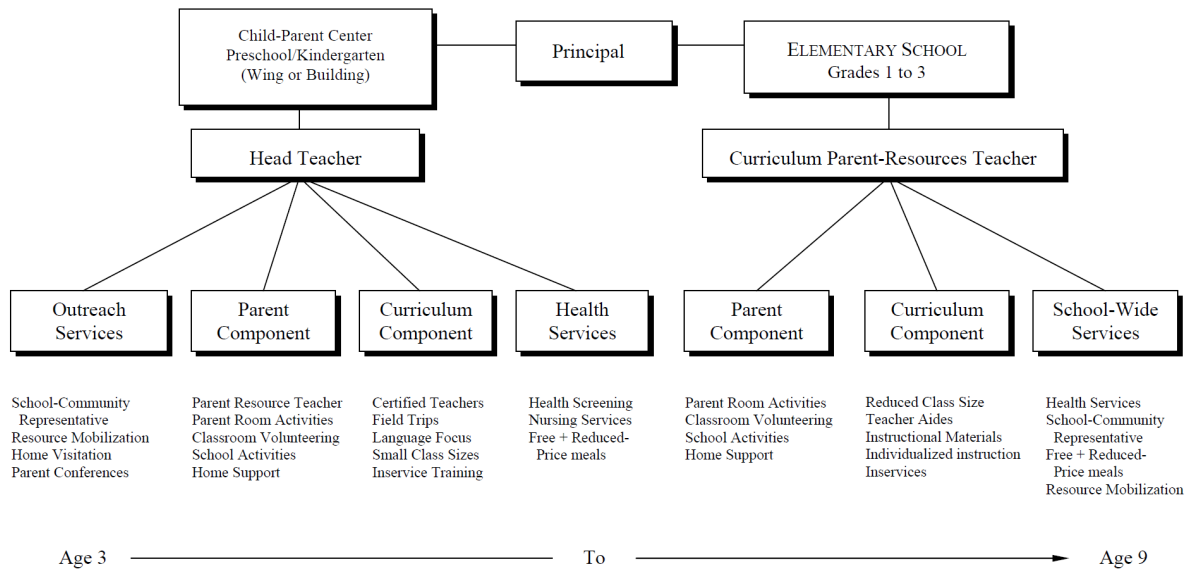 Child-Parent Center
Preschool/Kindergarten
(Wing or Building)
Principal
ELEMENTARY SCHOOL
Grades 1 to 3
Head Teacher
Curriculum Parent-Resources Teacher
Outreach
Services
Parent
Component
Curriculum
Component
Health
Services
Parent
Component
Curriculum
Component
School-Wide
Services
School-Community
Representative
Resource Mobilization
Home Visitation
Parent Conferences
Parent Resource Teacher
Parent Room Activities
Classroom Volunteering
School Activities
Home Support
Certified Teachers
Field Trips
Language Focus
Small Class Sizes
Inservice Training
Health Screening
Nursing Services
Free + Reduced-
Price meals
Parent Room Activities
Classroom Volunteering
School Activities
Home Support
Reduced Class Size
Teacher Aides
Instructional Materials
Individualized instruction
Inservices
Health Services
School-Community
Representative
Free + Reduced-
Price meals
Resource Mobilization
Age 3 To Age 9